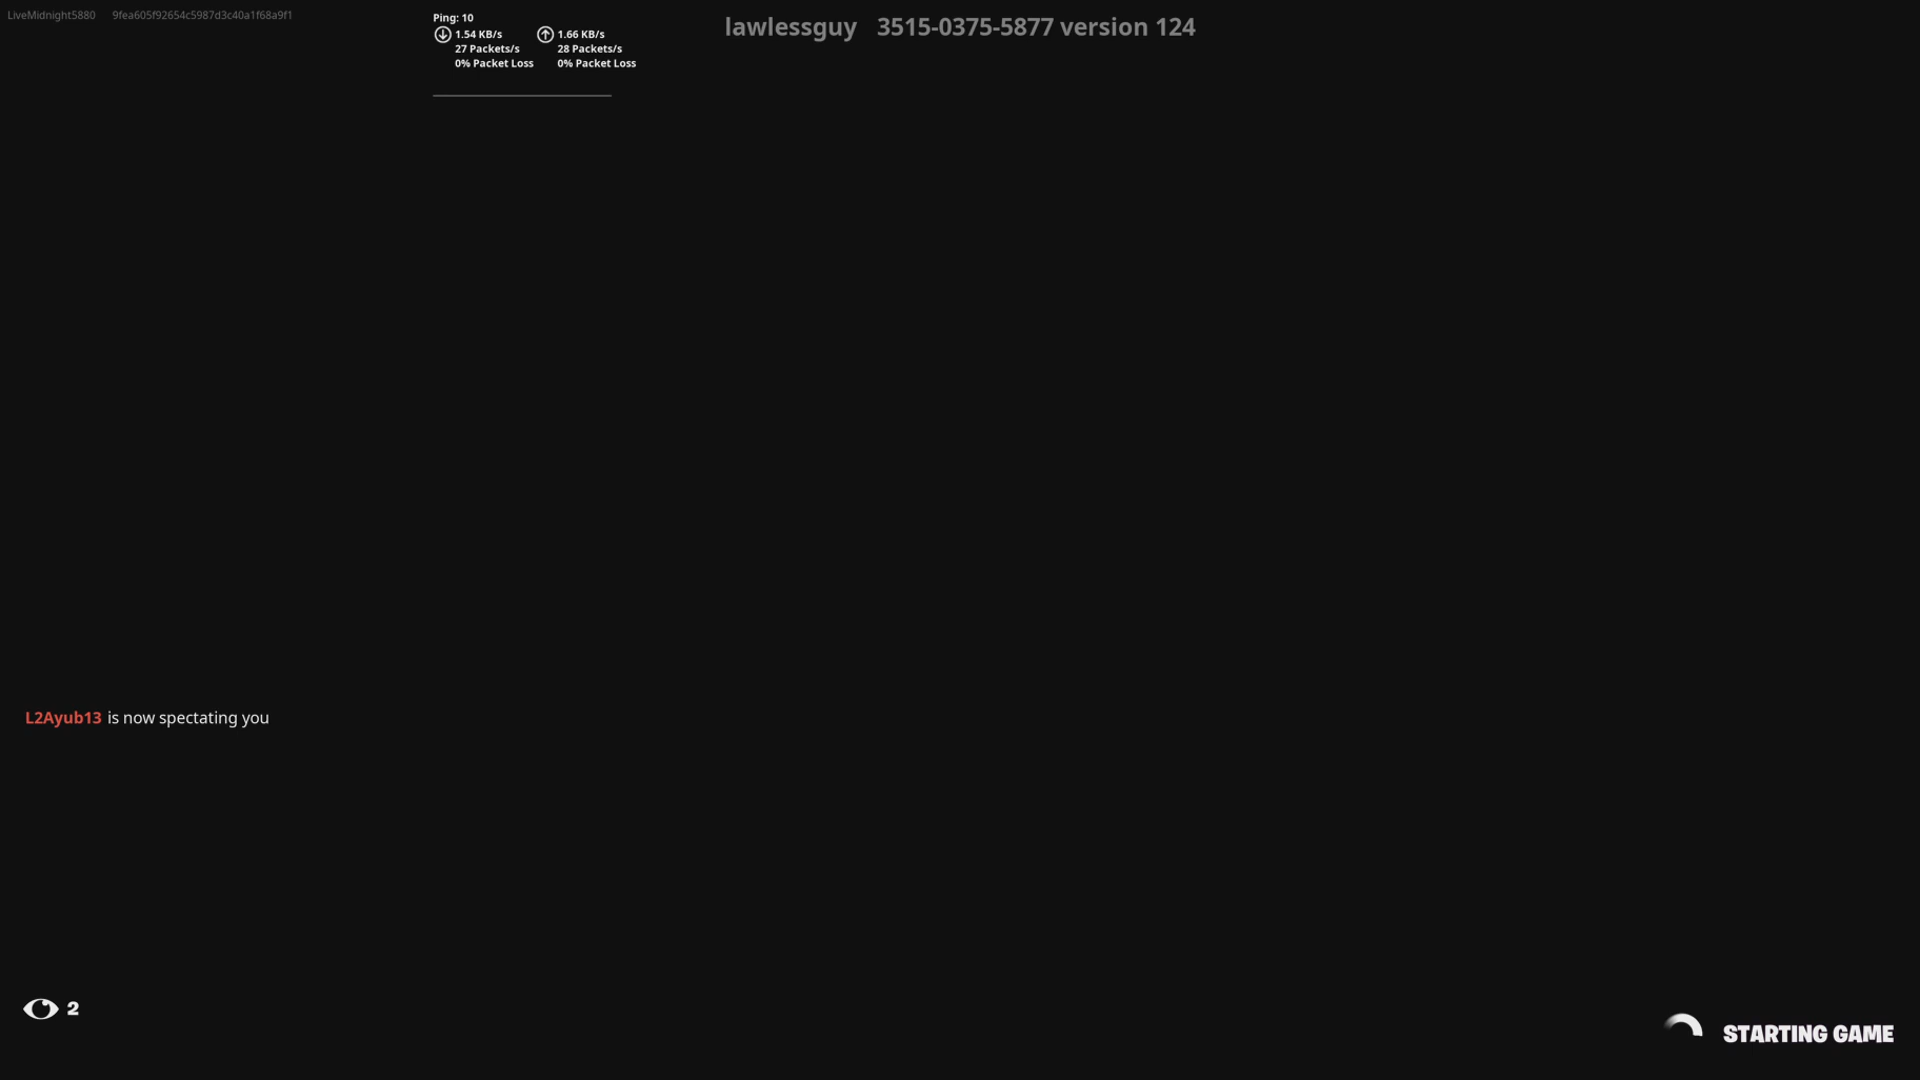 LiveMidnight5880 9fea605f92654c5987d3c40a1f68a9f1
Ping: 10
1.54 KB/s 1.66 KB/s
27 Packets/s 28 Packets/s
0% Packet Loss 0% Packet Loss
lawlessguy 3515-0375-5877 version 124
L2Ayub13 is now spectating you
2
STARTING GAME